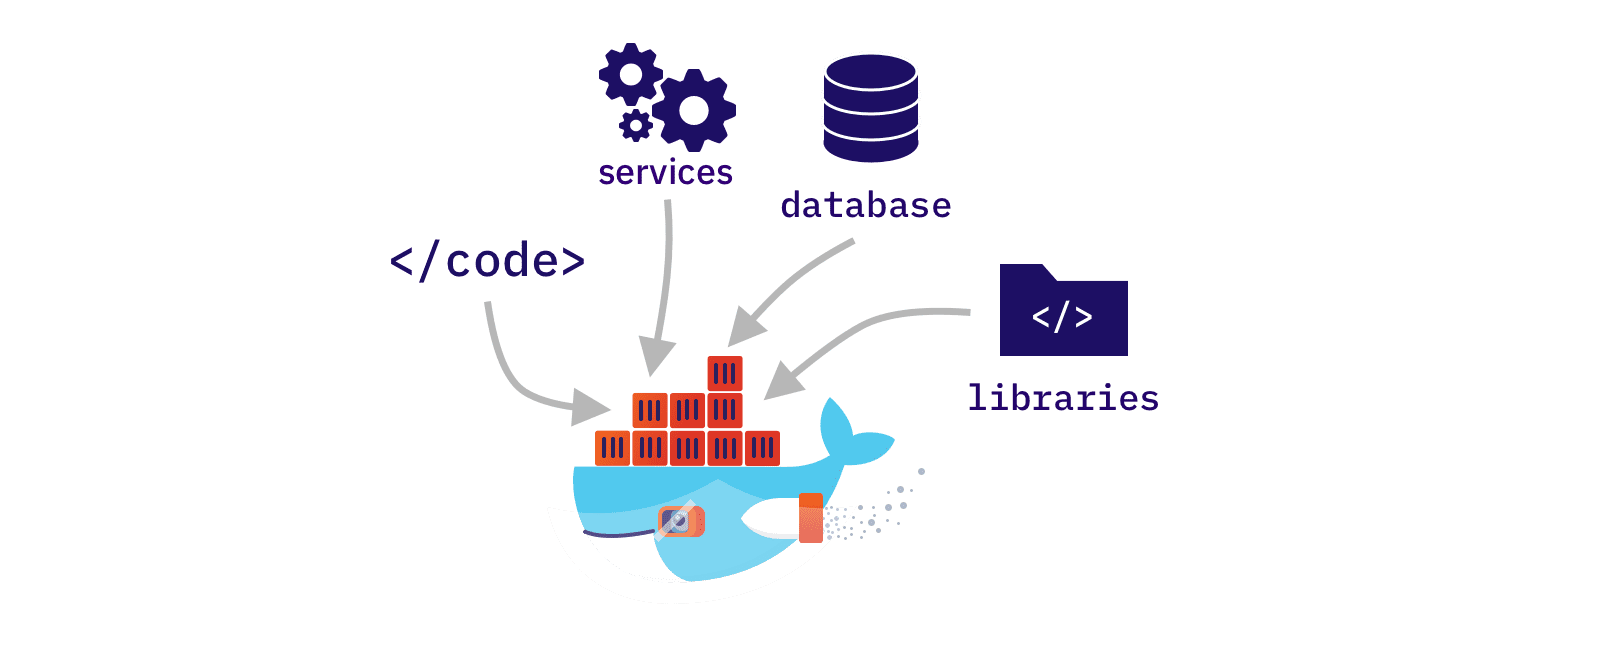 services
database
</code>
</>
libraries